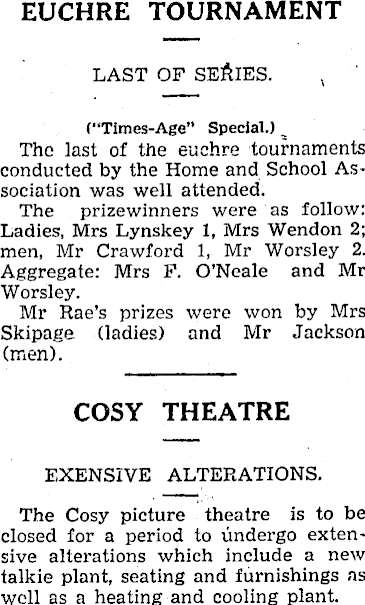 EUCHRE TOURNAMENT
LAST OF SERIES.
("Times-Age" Special.)
The last of the euchre tournaments
conducted by the Home and School As-
sociation was well attended.
The prizewinners were as follow:
Ladies, Mrs Lynskey 1, Mrs Wendon 2;
men, Mr Crawford 1, Mr Worsley 2.
Aggregate: Mrs F. O'Neale and Mr
Worsley.
Mr Rae's prizes were won by Mrs
Skipage (ladies) and Mr Jackson
(men).
COSY THEATRE
EXENSIVE ALTERATIONS.
The Cosy picture theatre is to be
closed for a period to undergo exten-
sive alterations which include a new
talkie plant, seating and furnishings as
well as a heating and cooling plant.